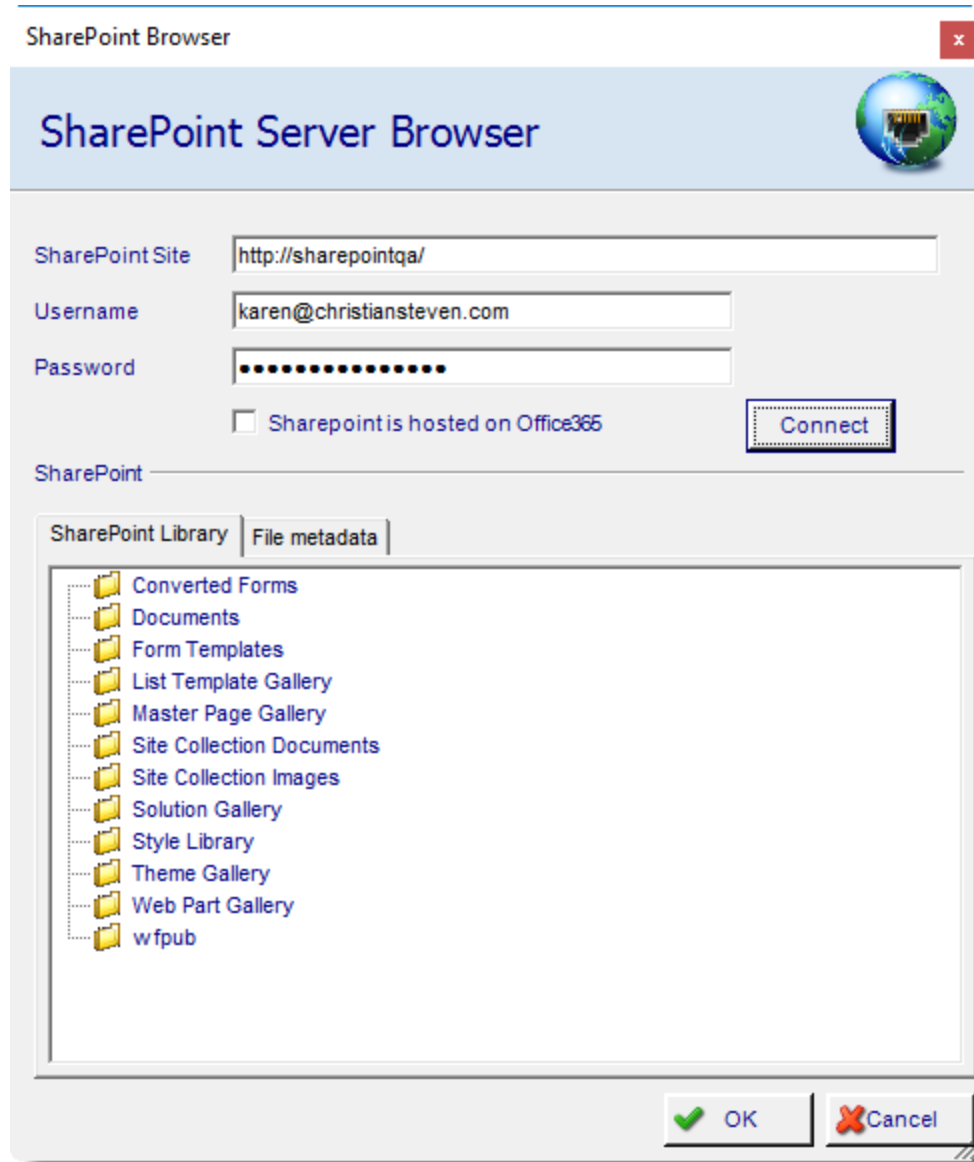 SharePoint Browser
x
SharePoint Server Browser
SharePoint Site
http://sharepointqa/
Username
karen@christiansteven.com
Password
●●●●●●●●●●●●●●●
Sharepoint is hosted on Office365
Connect
SharePoint
SharePoint Library
File metadata
Converted Forms
Documents
Form Templates
List Template Gallery
Master Page Gallery
Site Collection Documents
Site Collection Images
Solution Gallery
Style Library
Theme Gallery
Web Part Gallery
wfpub
OK
Cancel